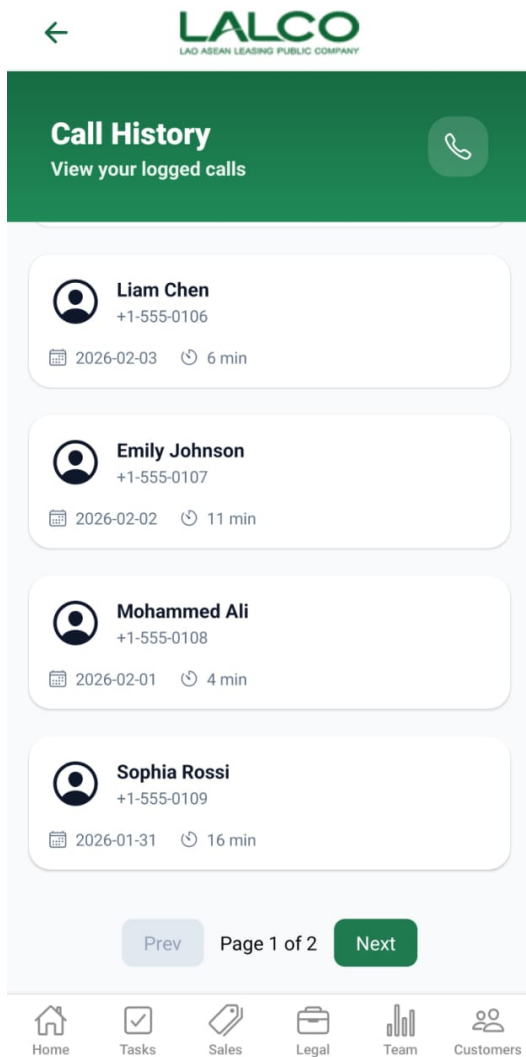 LALCO
LAO ASEAN LEASING PUBLIC COMPANY
Call History
View your logged calls
Liam Chen
+1-555-0106
2026-02-03 6 min
Emily Johnson
+1-555-0107
2026-02-02 11 min
Mohammed Ali
+1-555-0108
2026-02-01 4 min
Sophia Rossi
+1-555-0109
2026-01-31 16 min
Prev Page 1 of 2 Next
Home Tasks Sales Legal Team Customers